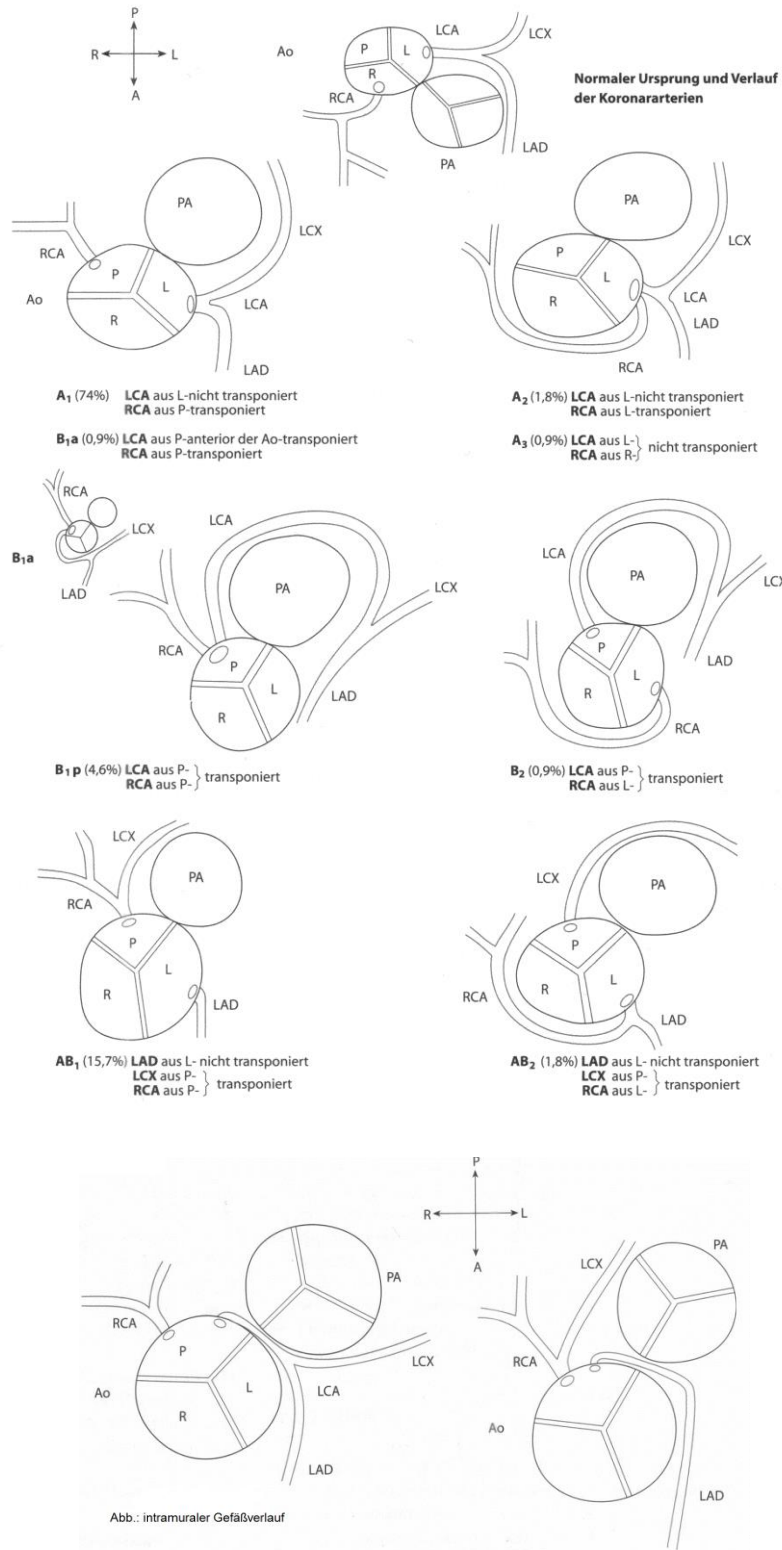 P
R L
A
Ao
P L
R
RCA
LCA
LCX
LAD
PA
Normaler Ursprung und Verlauf
der Koronararterien
RCA
PA
LCX
P
L
R
Ao
LCA
LAD
A₁ (74%) LCA aus L-nicht transponiert
RCA aus P-transponiert
B₁a (0,9%) LCA aus P-anterior der Ao-transponiert
RCA aus P-transponiert
PA
LCX
P
L
R
LCA
LAD
RCA
A₂ (1,8%) LCA aus L-nicht transponiert
RCA aus L-transponiert
A₃ (0,9%) LCA aus L- } nicht transponiert
RCA aus R-
RCA
LCX
B₁a
LAD
LCA
PA
LCX
RCA
P
L
R
LAD
B₁p (4,6%) LCA aus P- } transponiert
RCA aus P-
LCA
PA
LCX
P
L
R
LAD
RCA
B₂ (0,9%) LCA aus P- } transponiert
RCA aus L-
LCX
RCA
PA
P
L
R
LAD
AB₁ (15,7%) LAD aus L- nicht transponiert
LCX aus P- } transponiert
RCA aus P-
LCX
PA
P
RCA
R
L
LAD
AB₂ (1,8%) LAD aus L- nicht transponiert
LCX aus P- } transponiert
RCA aus L-
P
R L
A
RCA
PA
P
LCX
Ao
L
LCA
R
LAD
LCX
PA
RCA
Ao
LAD
Abb.: intramuraler Gefäßverlauf